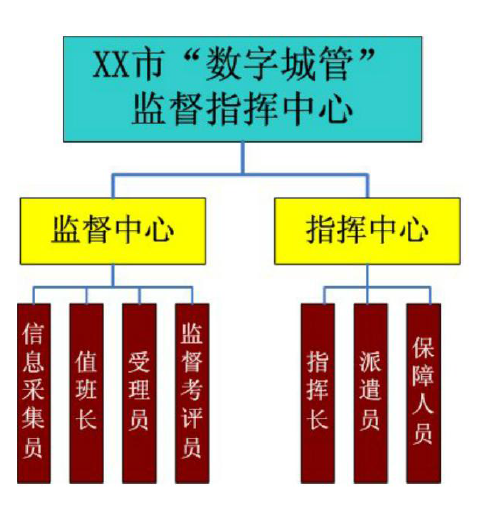 XX市“数字城管”
监督指挥中心
监督中心
指挥中心
信息采集员
值班长
受理员
监督考评员
指挥长
派遣员
保障人员